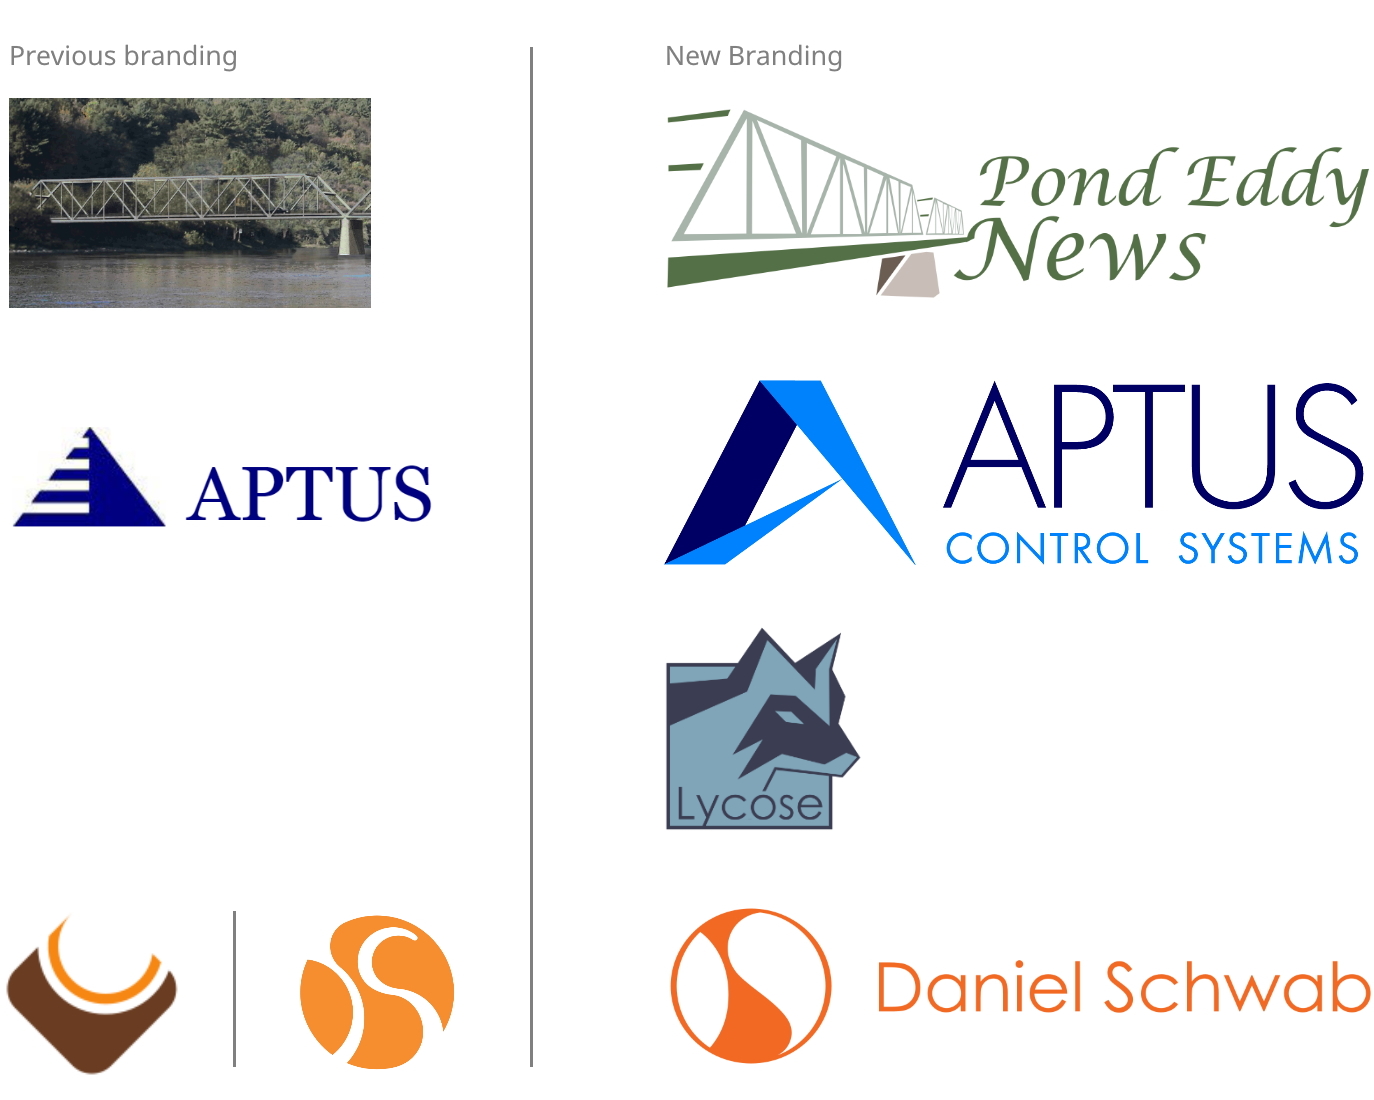 Previous branding
New Branding
Pond Eddy
News
APTUS
APTUS
CONTROL SYSTEMS
Lycose
Daniel Schwab